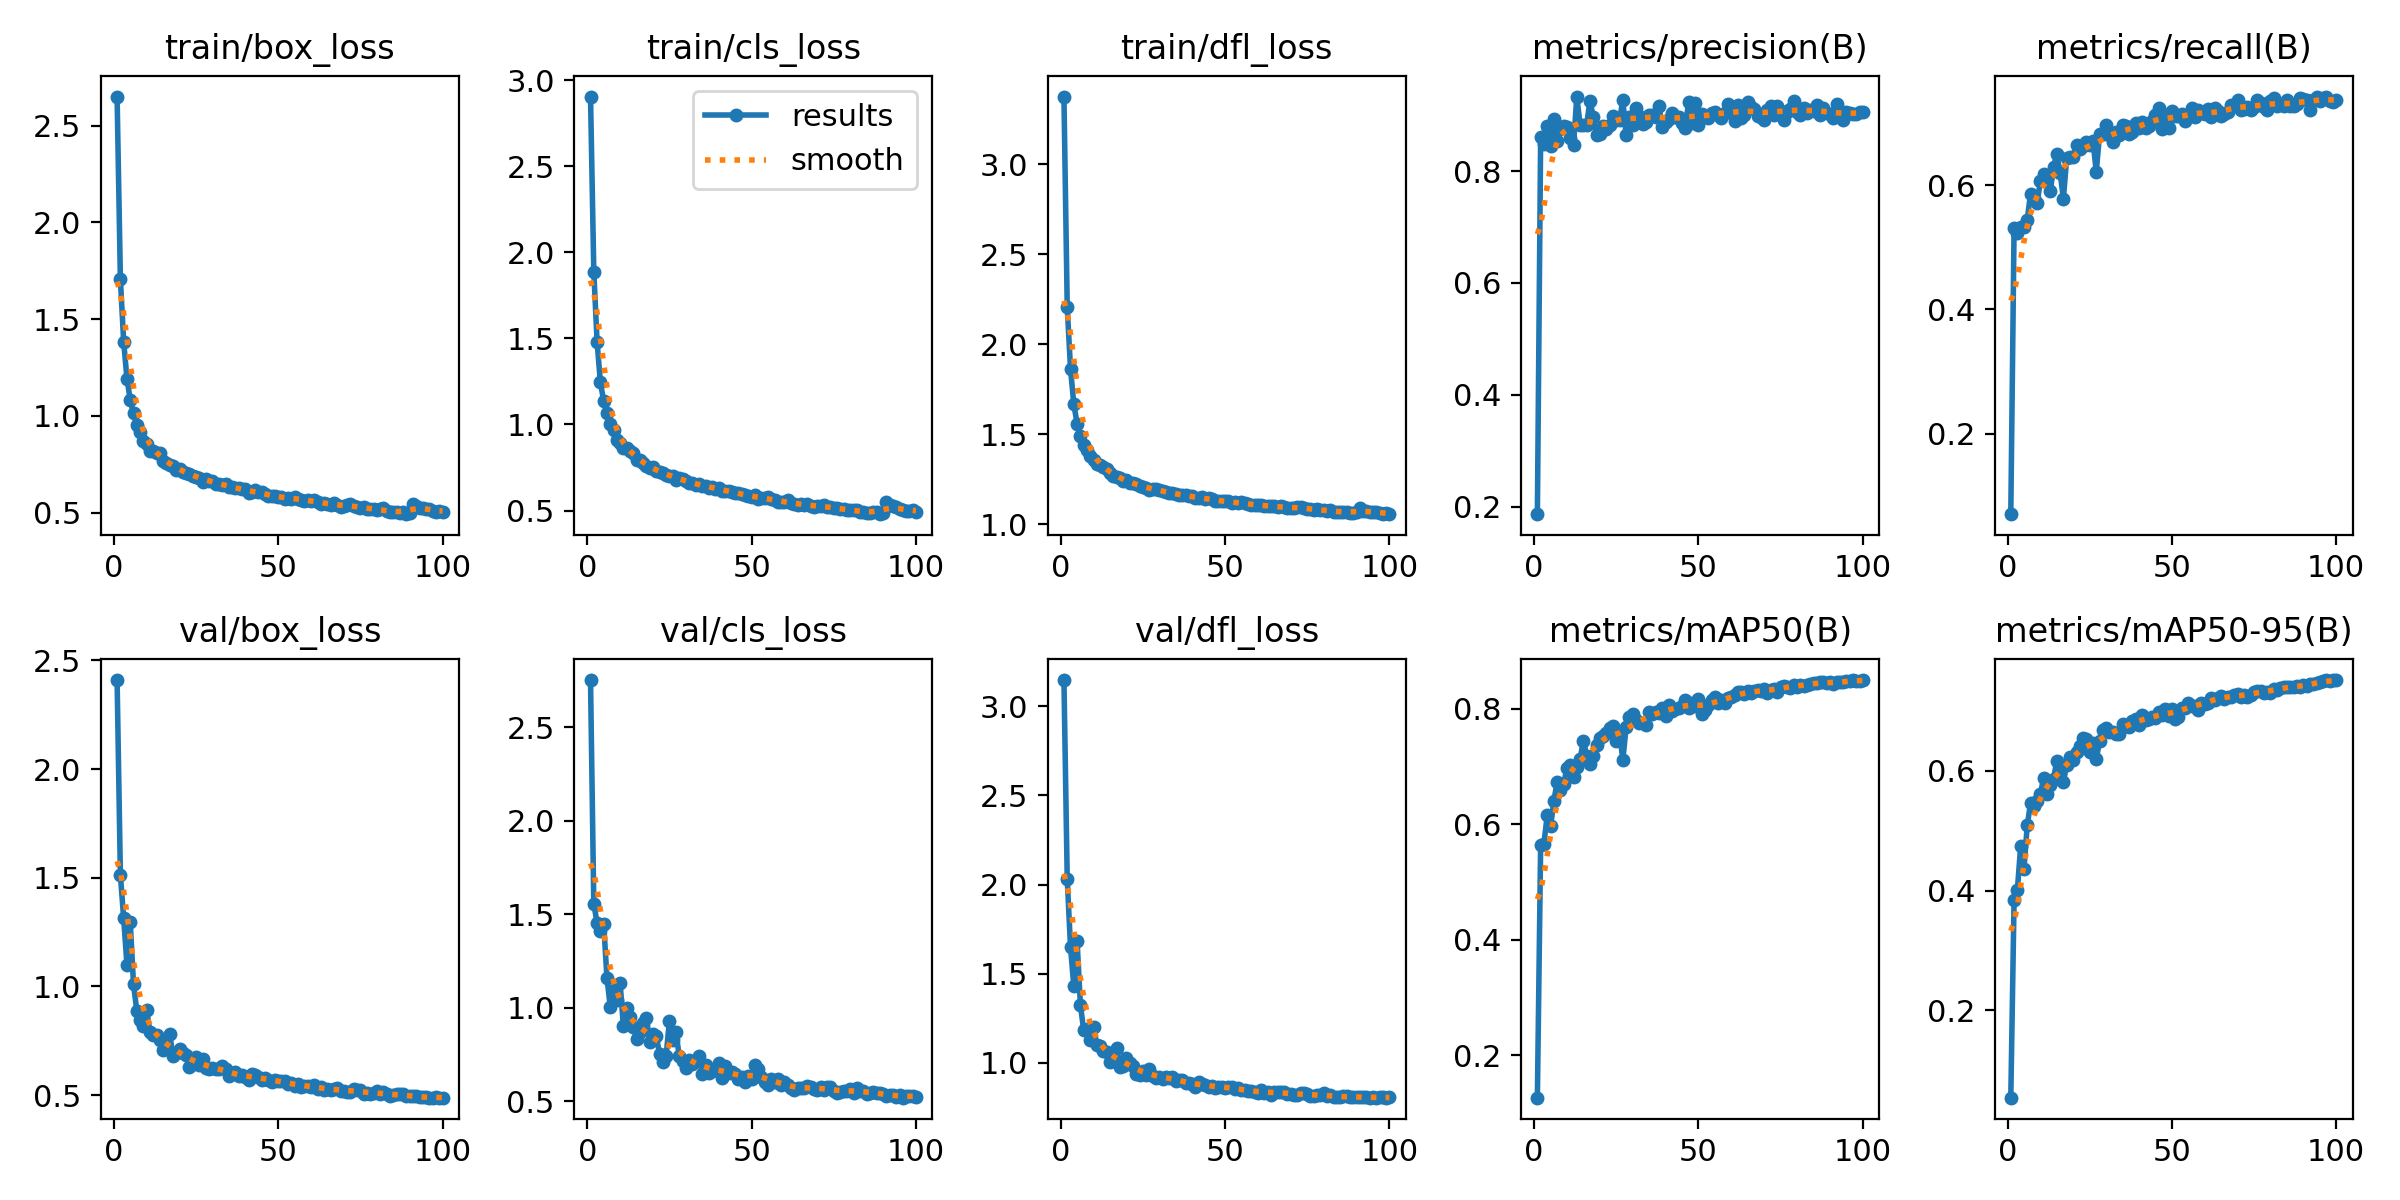 train/box_loss
2.5
2.0
1.5
1.0
0.5
0 50 100
train/cls_loss
results
smooth
3.0
2.5
2.0
1.5
1.0
0.5
0 50 100
train/dfl_loss
3.0
2.5
2.0
1.5
1.0
0 50 100
metrics/precision(B)
0.8
0.6
0.4
0.2
0 50 100
metrics/recall(B)
0.6
0.4
0.2
0 50 100
val/box_loss
2.5
2.0
1.5
1.0
0.5
0 50 100
val/cls_loss
2.5
2.0
1.5
1.0
0.5
0 50 100
val/dfl_loss
3.0
2.5
2.0
1.5
1.0
0 50 100
metrics/mAP50(B)
0.8
0.6
0.4
0.2
0 50 100
metrics/mAP50-95(B)
0.6
0.4
0.2
0 50 100